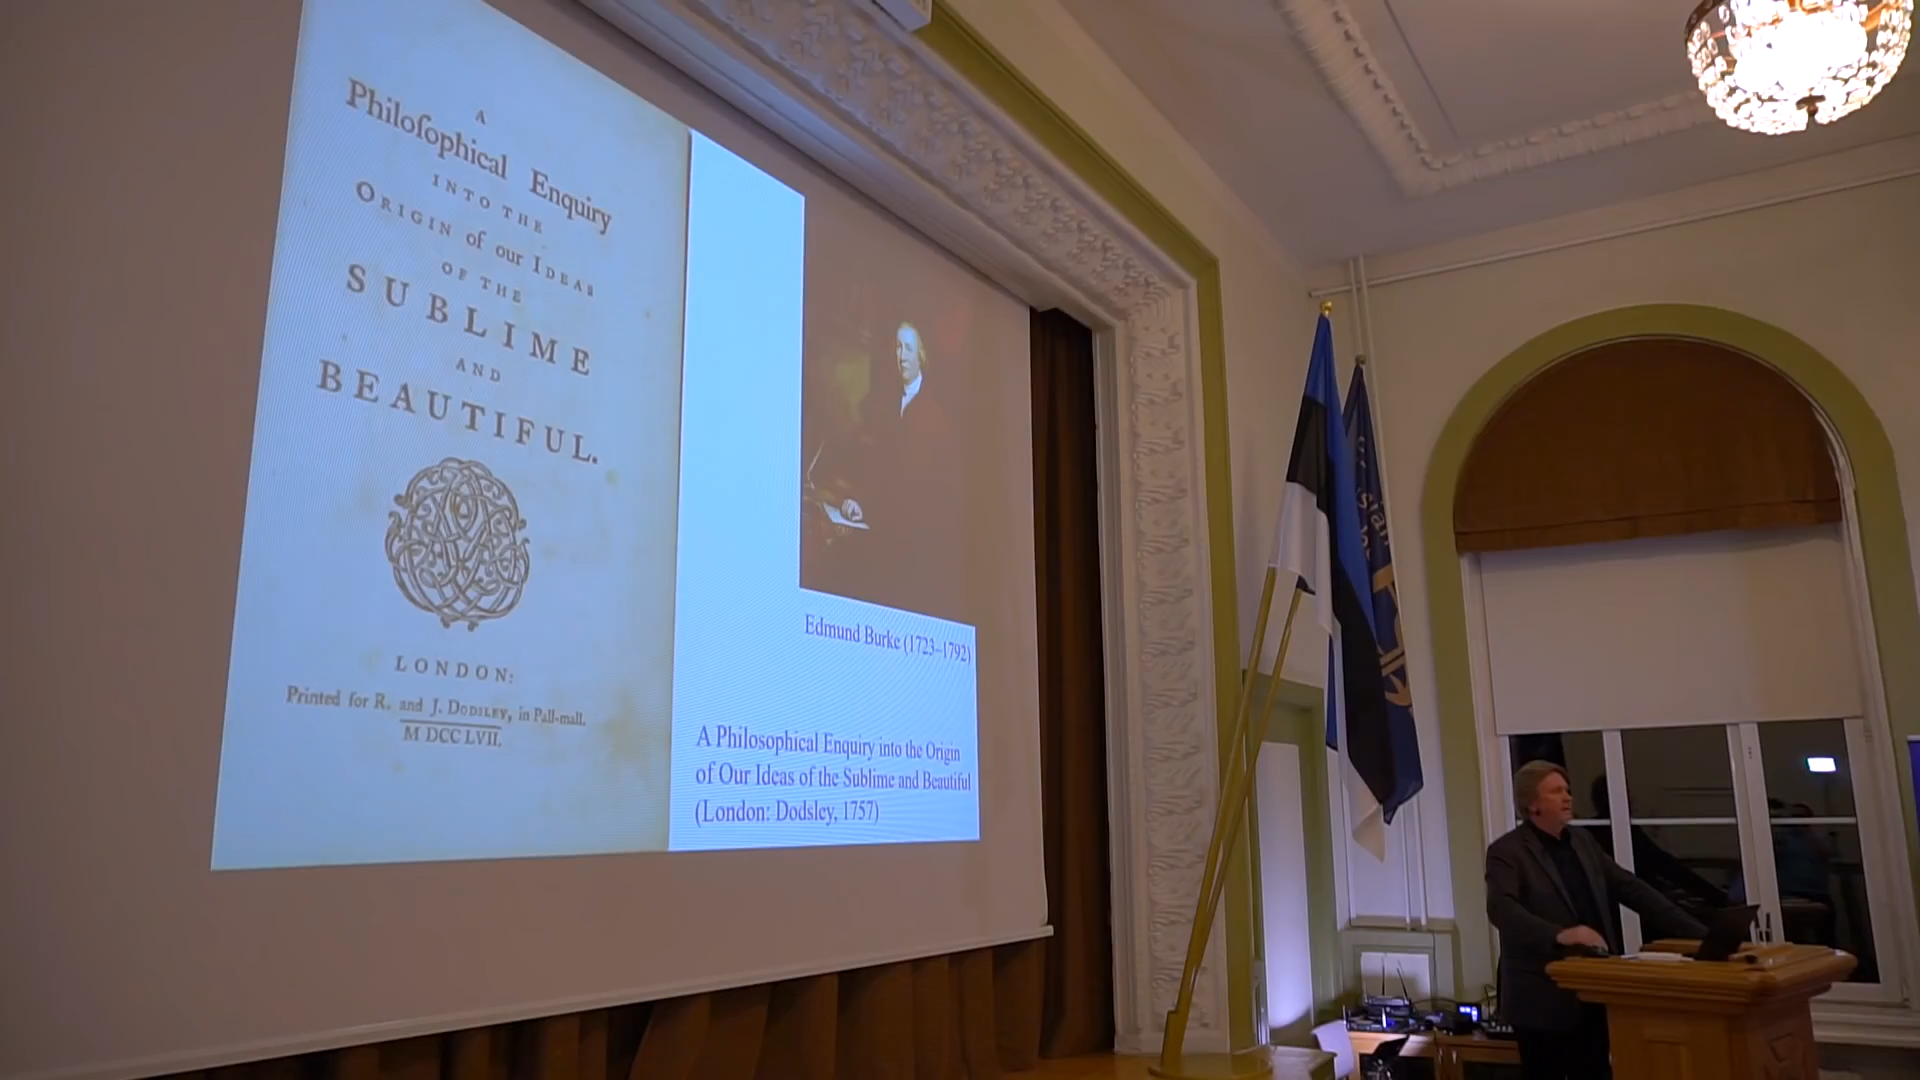 A
Philoſophical Enquiry
INTO THE
ORIGIN of our IDEAS
OF THE
SUBLIME
AND
BEAUTIFUL.
LONDON:
Printed for R. and J. DODSLEY, in Pall-mall.
M DCC LVII.
Edmund Burke (1723–1792)
A Philosophical Enquiry into the Origin
of Our Ideas of the Sublime and Beautiful
(London: Dodsley, 1757)